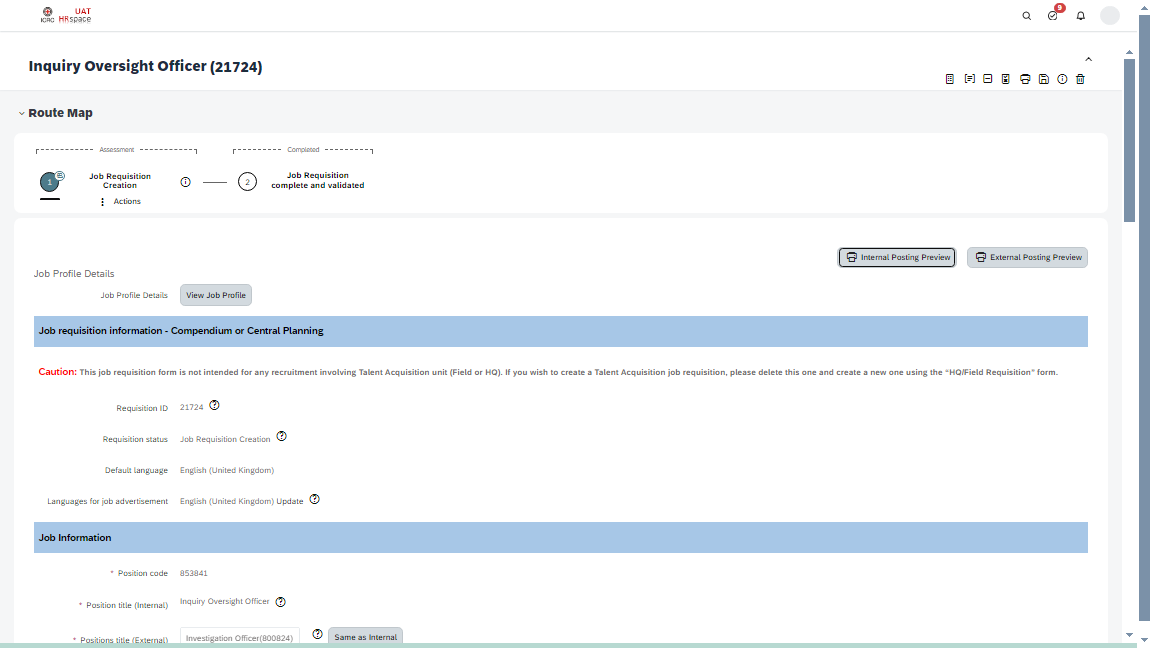 UAT
ICRC HRspace
9
Inquiry Oversight Officer (21724)
Route Map
Assessment
Completed
1
Job Requisition Creation
2
Job Requisition complete and validated
Actions
Internal Posting Preview
External Posting Preview
Job Profile Details
Job Profile Details
View Job Profile
Job requisition information - Compendium or Central Planning
Caution: This job requisition form is not intended for any recruitment involving Talent Acquisition unit (Field or HQ). If you wish to create a Talent Acquisition job requisition, please delete this one and create a new one using the "HQ/Field Requisition" form.
Requisition ID 21724
Requisition status Job Requisition Creation
Default language English (United Kingdom)
Languages for job advertisement English (United Kingdom) Update
Job Information
* Position code 853841
* Position title (Internal) Inquiry Oversight Officer
* Positions title (External) Investigation Officer(800824) Same as Internal